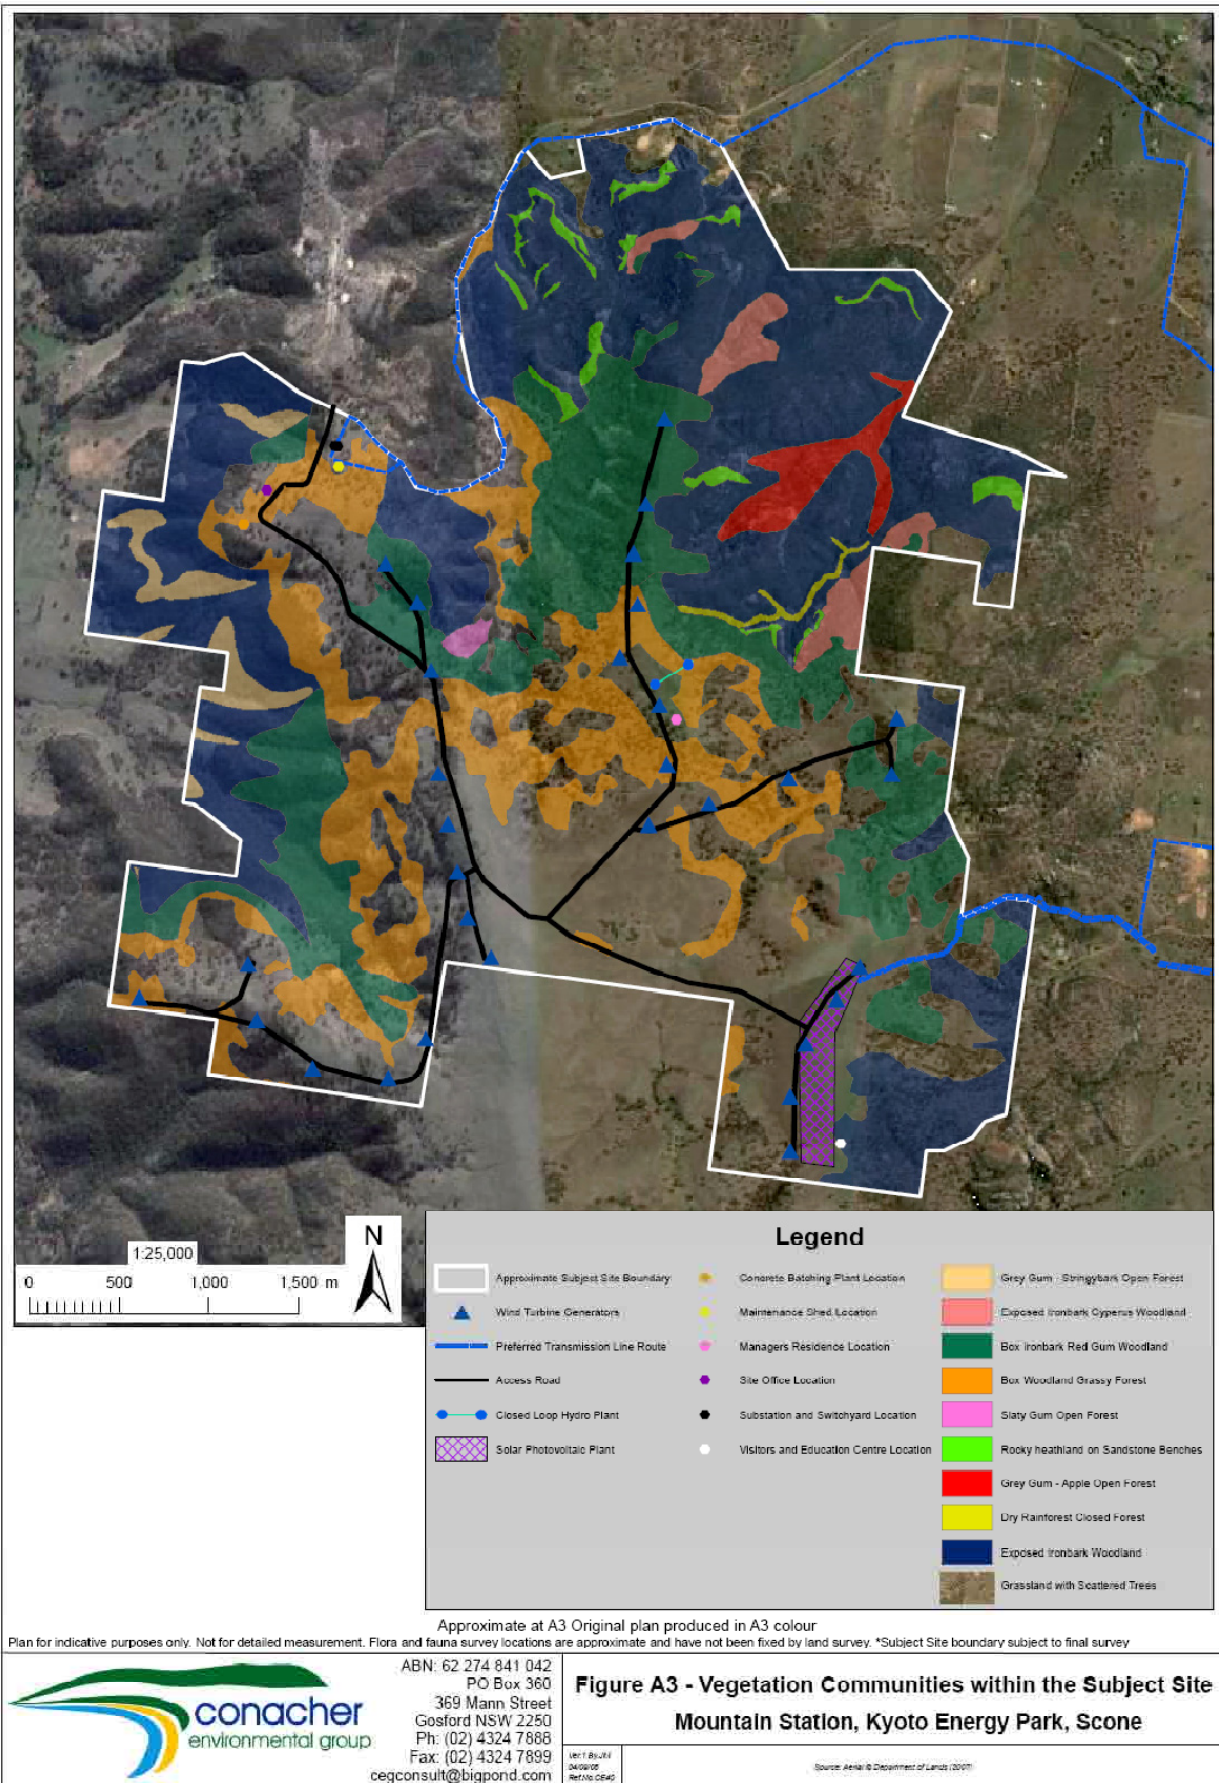 1:25,000
0 500 1,000 1,500 m
N
Legend
Approximate Subject Site Boundary
Wind Turbine Generators
Preferred Transmission Line Route
Access Road
Closed Loop Hydro Plant
Solar Photovoltaic Plant
Concrete Batching Plant Location
Maintenance Shed Location
Managers Residence Location
Site Office Location
Substation and Switchyard Location
Visitors and Education Centre Location
Grey Gum - Stringybark Open Forest
Exposed Ironbark Cyperus Woodland
Box Ironbark Red Gum Woodland
Box Woodland Grassy Forest
Slaty Gum Open Forest
Rocky heathland on Sandstone Benches
Grey Gum - Apple Open Forest
Dry Rainforest Closed Forest
Exposed Ironbark Woodland
Grassland with Scattered Trees
Approximate at A3 Original plan produced in A3 colour
Plan for indicative purposes only. Not for detailed measurement. Flora and fauna survey locations are approximate and have not been fixed by land survey. *Subject Site boundary subject to final survey
conacher
environmental group
ABN: 62 274 841 042
PO Box 360
369 Mann Street
Gosford NSW 2250
Ph: (02) 4324 7888
Fax: (02) 4324 7899
cegconsult@bigpond.com
Figure A3 - Vegetation Communities within the Subject Site
Mountain Station, Kyoto Energy Park, Scone
Source: Aerial © Department of Lands (2007)